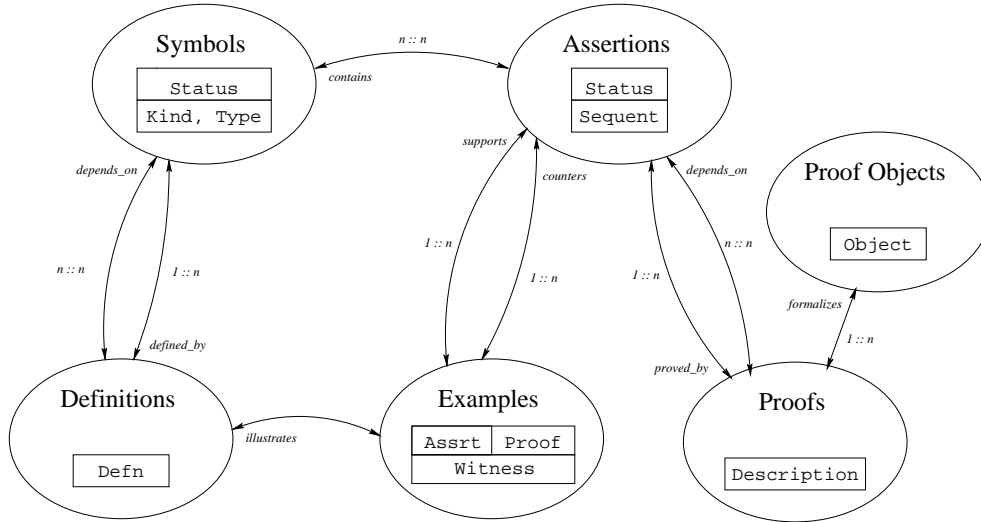 Symbols
Status
Kind, Type
n :: n
contains
Assertions
Status
Sequent
depends_on
supports
counters
depends_on
Proof Objects
Object
n :: n
1 :: n
1 :: n
1 :: n
1 :: n
n :: n
formalizes
1 :: n
defined_by
proved_by
Definitions
Defn
illustrates
Examples
Assrt Proof
Witness
Proofs
Description